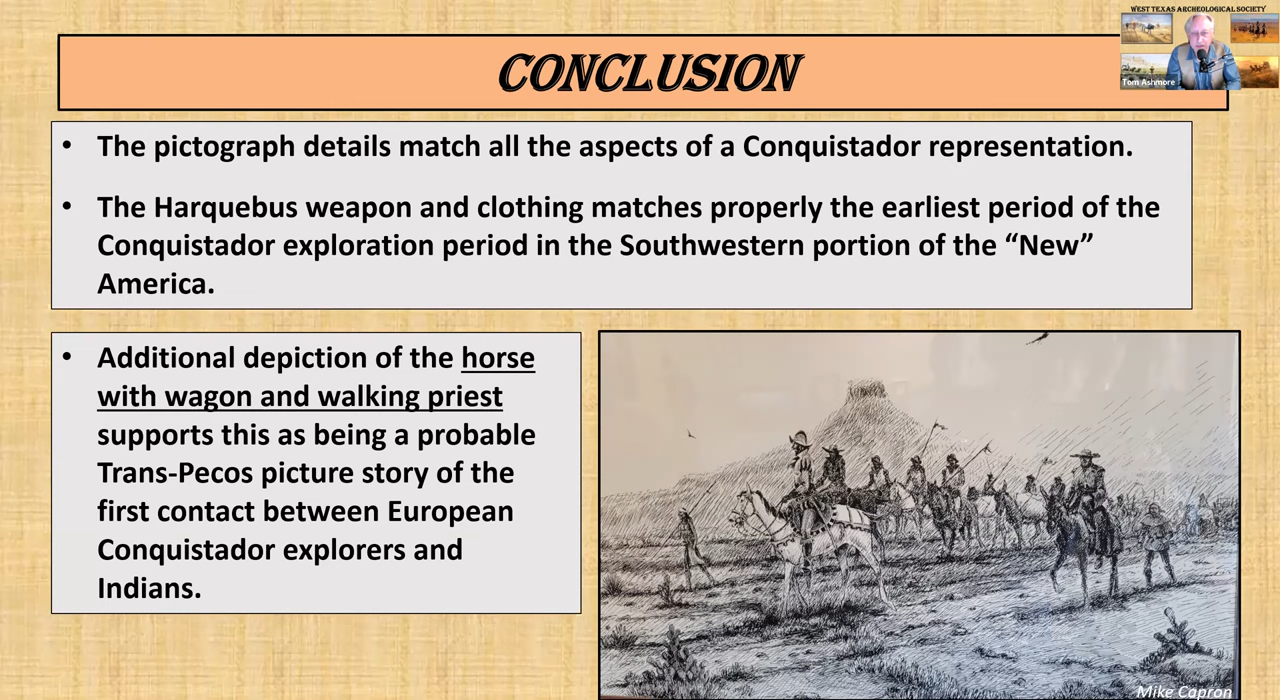 WEST TEXAS ARCHEOLOGICAL SOCIETY
Tom Ashmore
CONCLUSION
• The pictograph details match all the aspects of a Conquistador representation.
• The Harquebus weapon and clothing matches properly the earliest period of the
Conquistador exploration period in the Southwestern portion of the “New”
America.
• Additional depiction of the horse
with wagon and walking priest
supports this as being a probable
Trans-Pecos picture story of the
first contact between European
Conquistador explorers and
Indians.
Mike Capron